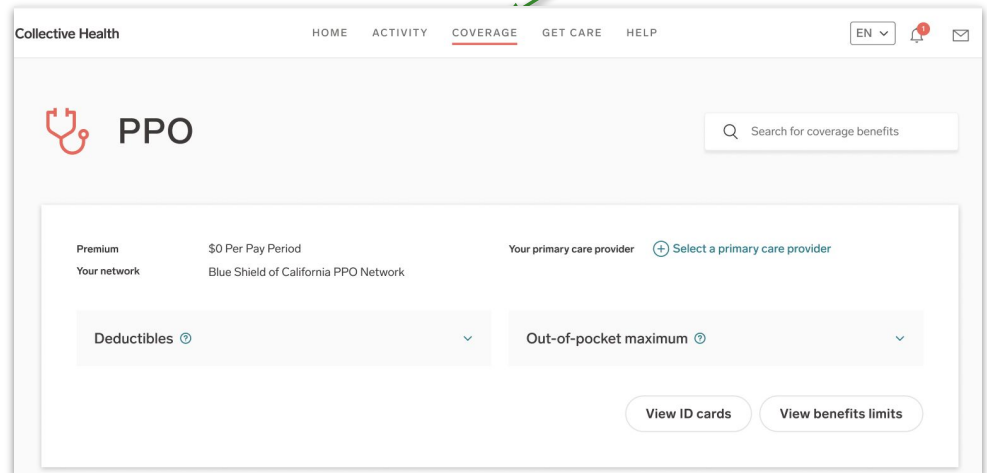 Collective Health HOME ACTIVITY COVERAGE GET CARE HELP EN 1
PPO
Search for coverage benefits
Premium $0 Per Pay Period Your primary care provider Select a primary care provider
Your network Blue Shield of California PPO Network
Deductibles ? Out-of-pocket maximum ?
View ID cards View benefits limits